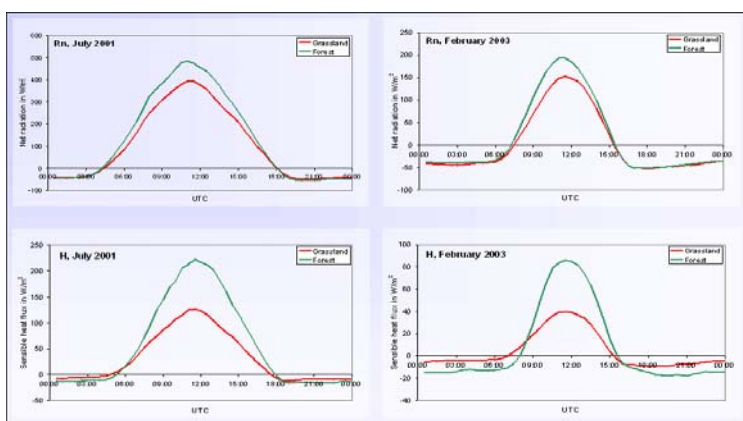 Rn, July 2001
Grassland
Forest
Net radiation in W/m²
600
500
400
300
200
100
0
-100
00:00 03:00 06:00 09:00 12:00 15:00 18:00 21:00 00:00
UTC
Rn, February 2003
Grassland
Forest
Net radiation in W/m²
250
200
150
100
50
0
-50
-100
00:00 03:00 06:00 09:00 12:00 15:00 18:00 21:00 00:00
UTC
H, July 2001
Grassland
Forest
Sensible heat flux in W/m²
250
200
150
100
50
0
-50
00:00 03:00 06:00 09:00 12:00 15:00 18:00 21:00 00:00
UTC
H, February 2003
Grassland
Forest
Sensible heat flux in W/m²
100
80
60
40
20
0
-20
-40
00:00 03:00 06:00 09:00 12:00 15:00 18:00 21:00 00:00
UTC